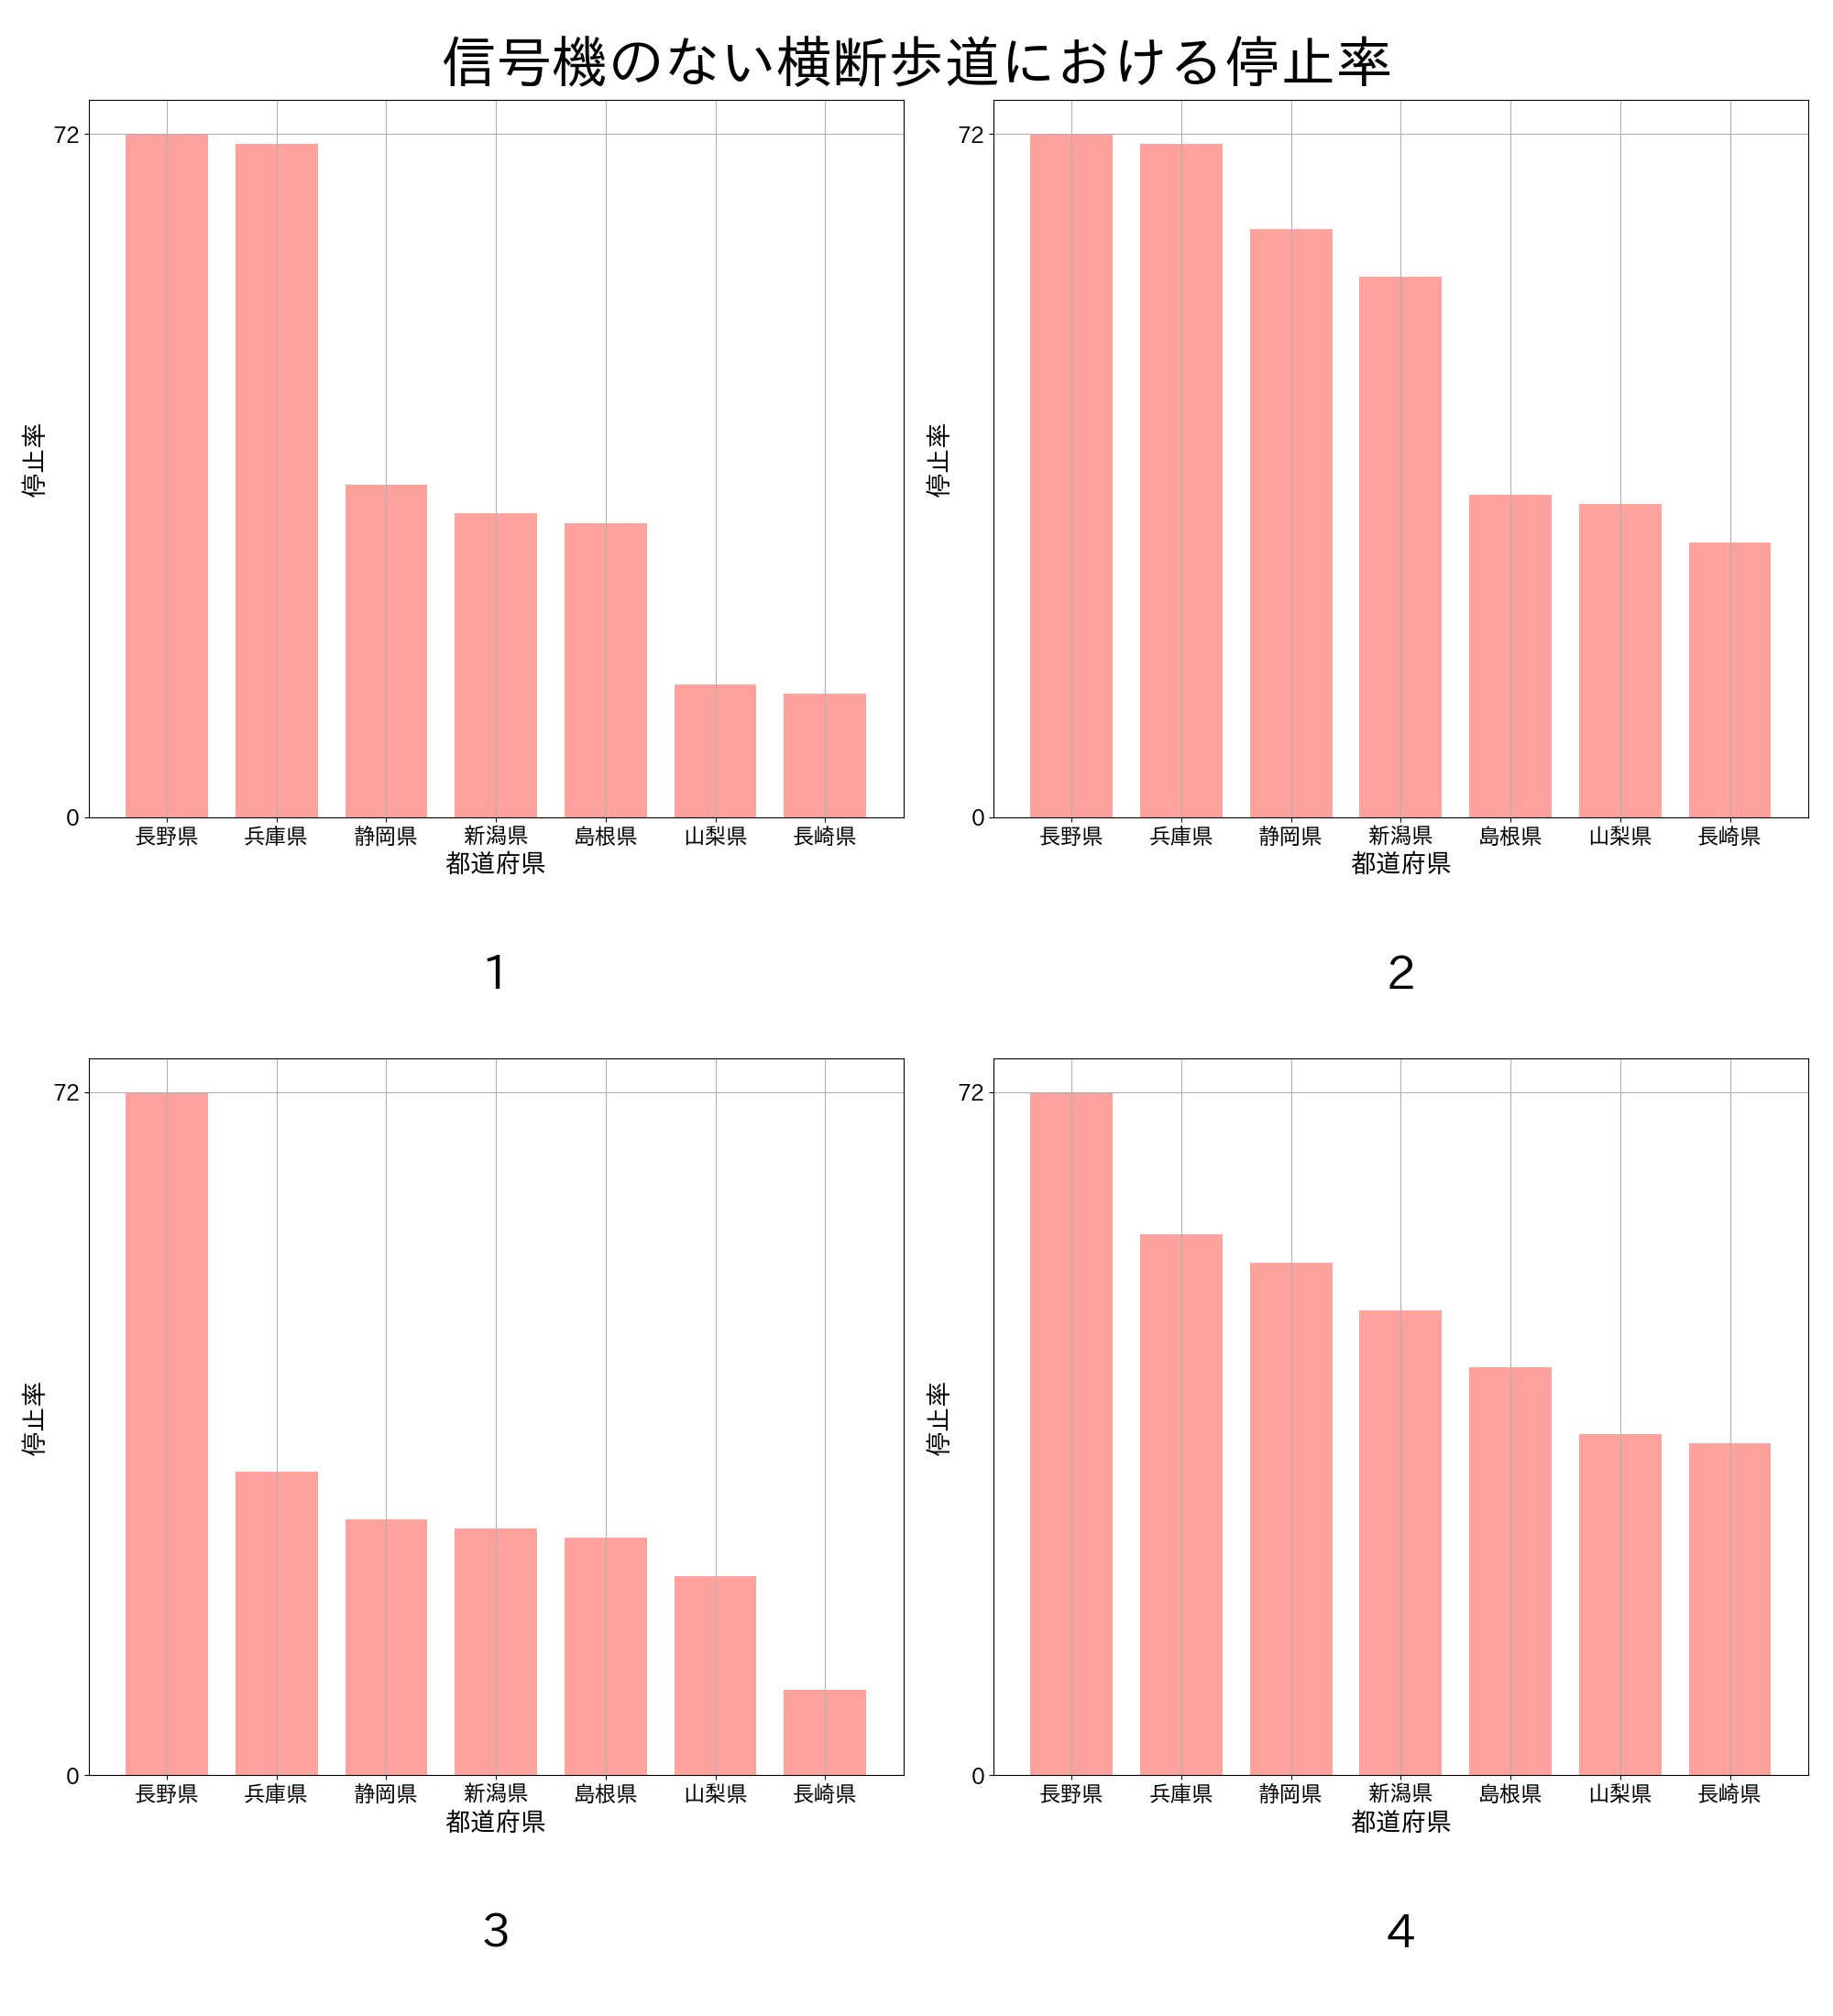 信号機のない横断歩道における停止率
72
停止率
0
長野県 兵庫県 静岡県 新潟県 島根県 山梨県 長崎県
都道府県
1
72
停止率
0
長野県 兵庫県 静岡県 新潟県 島根県 山梨県 長崎県
都道府県
2
72
停止率
0
長野県 兵庫県 静岡県 新潟県 島根県 山梨県 長崎県
都道府県
3
72
停止率
0
長野県 兵庫県 静岡県 新潟県 島根県 山梨県 長崎県
都道府県
4